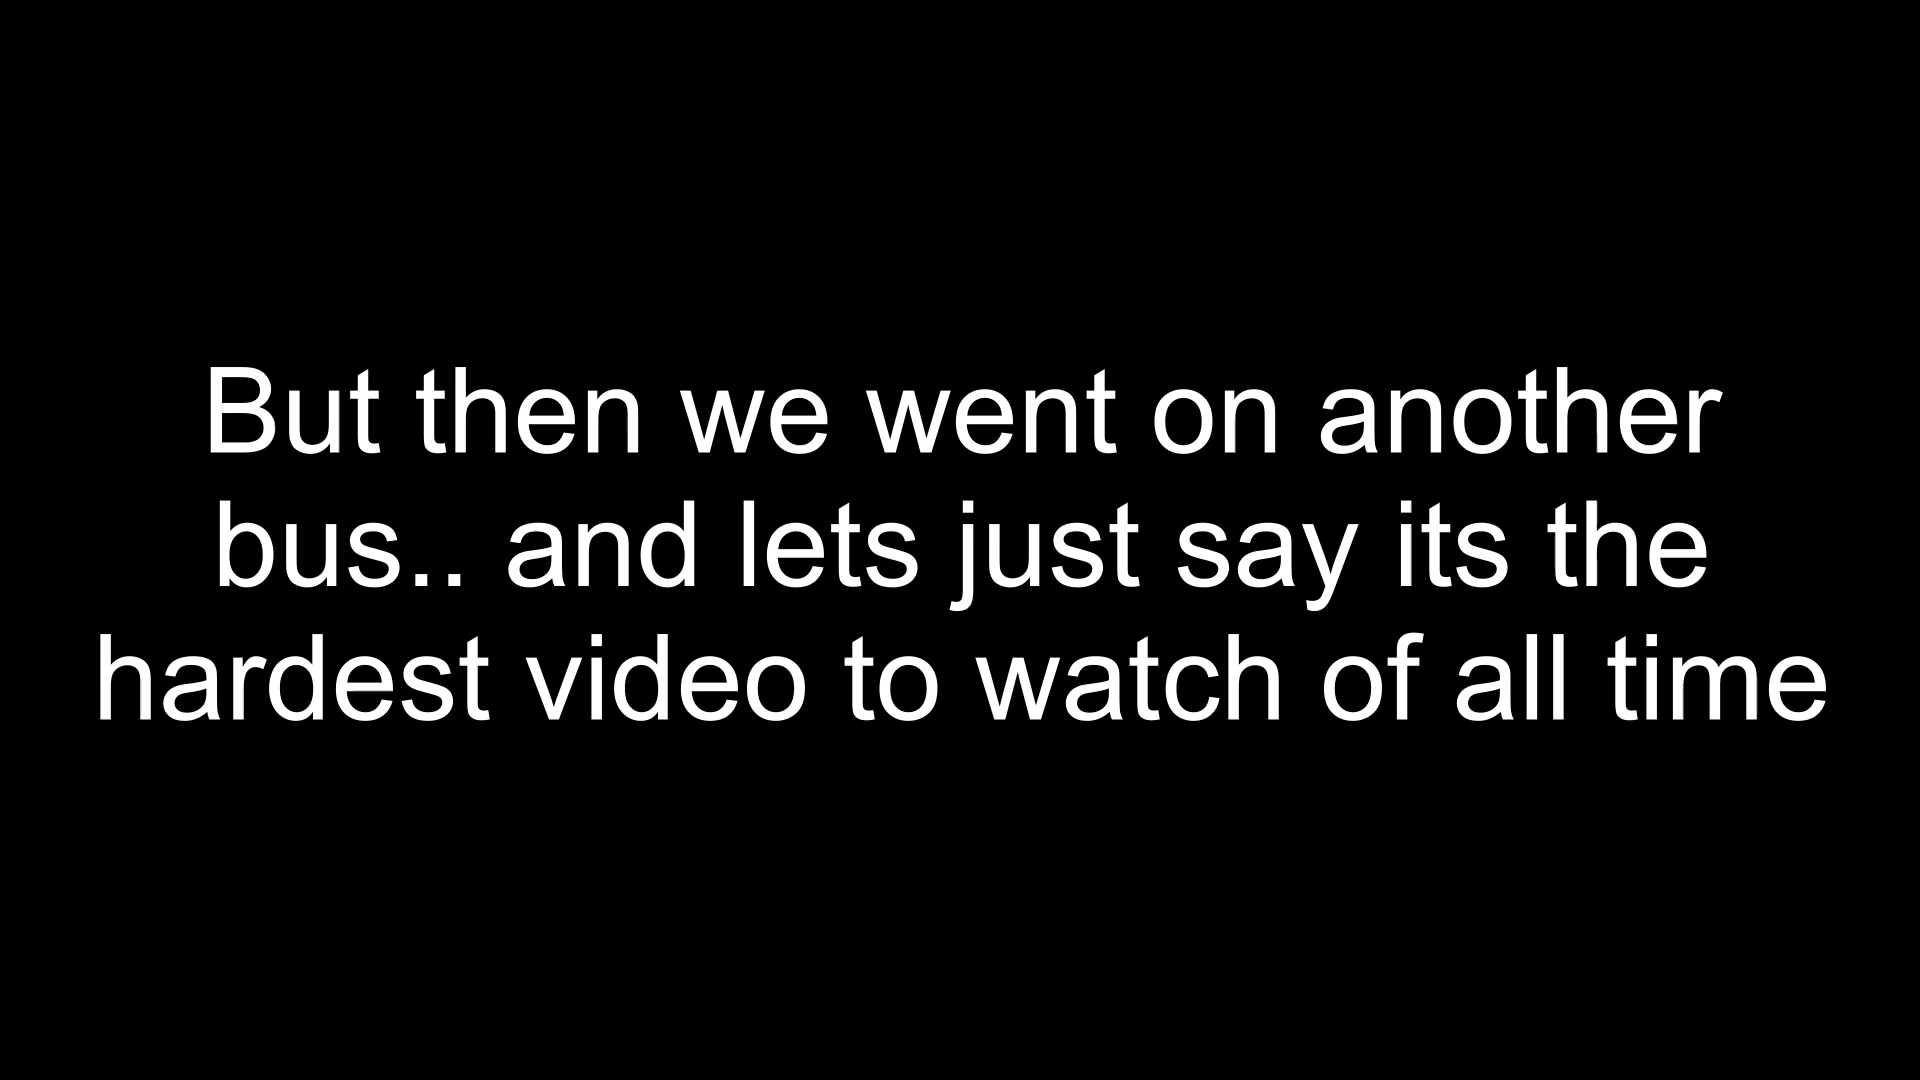 But then we went on another
bus.. and lets just say its the
hardest video to watch of all time